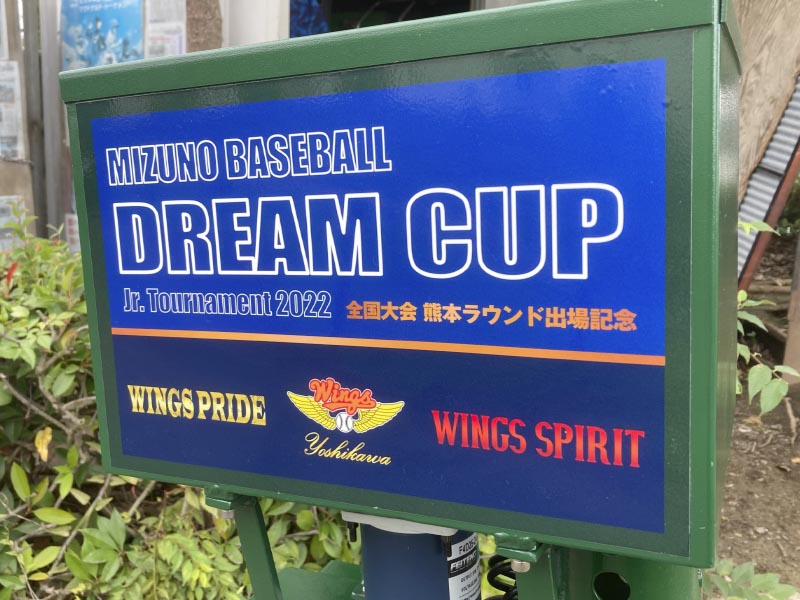 MIZUNO BASEBALL
DREAM CUP
Jr. Tournament 2022 全国大会 熊本ラウンド出場記念
WINGS PRIDE
Wings
Yoshikawa
WINGS SPIRIT